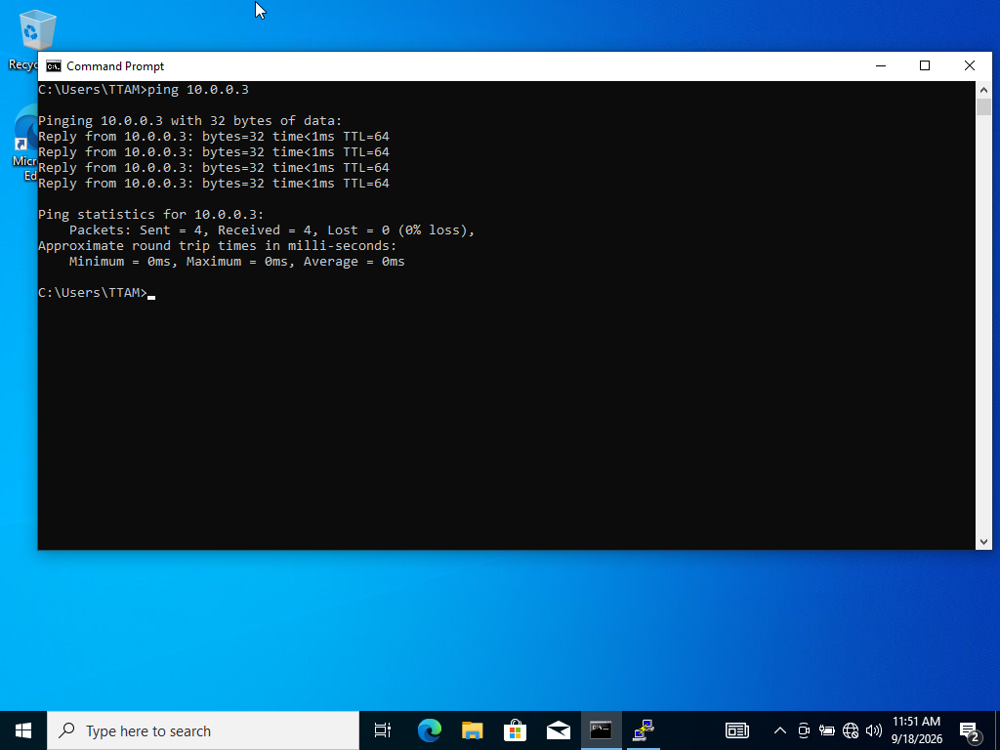 Recyc
Micr
Ed
Command Prompt
C:\Users\TTAM>ping 10.0.0.3
Pinging 10.0.0.3 with 32 bytes of data:
Reply from 10.0.0.3: bytes=32 time<1ms TTL=64
Reply from 10.0.0.3: bytes=32 time<1ms TTL=64
Reply from 10.0.0.3: bytes=32 time<1ms TTL=64
Reply from 10.0.0.3: bytes=32 time<1ms TTL=64
Ping statistics for 10.0.0.3:
    Packets: Sent = 4, Received = 4, Lost = 0 (0% loss),
Approximate round trip times in milli-seconds:
    Minimum = 0ms, Maximum = 0ms, Average = 0ms
C:\Users\TTAM>
Type here to search
11:51 AM
9/18/2026
2